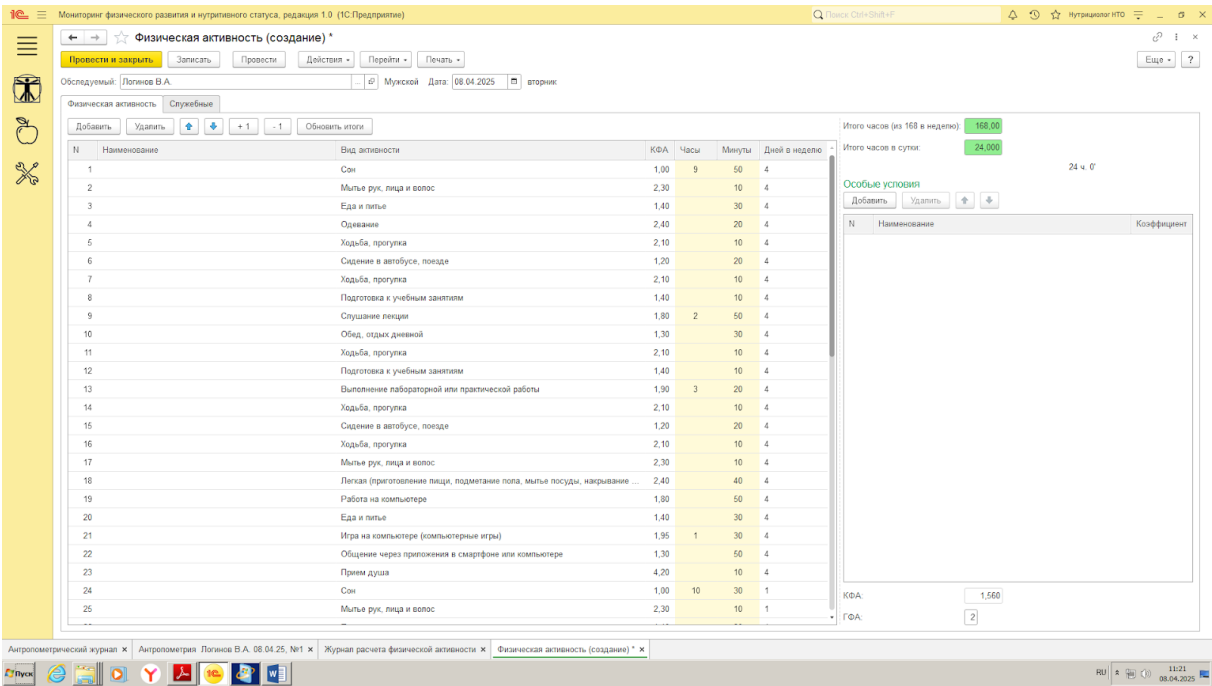 Мониторинг физического развития и нутритивного статуса, редакция 1.0 (1С:Предприятие) Поиск Ctrl+Shift+F Нутрициолог НТО
Физическая активность (создание) *
Провести и закрыть Записать Провести Действия Перейти Печать Еще ?
Обследуемый: Логинов В.А. ... Мужской Дата: 08.04.2025 вторник
Физическая активность Служебные
Добавить Удалить + 1 - 1 Обновить итоги Итого часов (из 168 в неделю): 168,00
N Наименование Вид активности КФА Часы Минуты Дней в неделю Итого часов в сутки: 24,000
1 Сон 1,00 9 50 4 24 ч. 0'
2 Мытье рук, лица и волос 2,30 10 4 Особые условия
3 Еда и питье 1,40 30 4 Добавить Удалить
4 Одевание 2,40 20 4 N Наименование Коэффициент
5 Ходьба, прогулка 2,10 10 4
6 Сидение в автобусе, поезде 1,20 20 4
7 Ходьба, прогулка 2,10 10 4
8 Подготовка к учебным занятиям 1,40 10 4
9 Слушание лекции 1,80 2 50 4
10 Обед, отдых дневной 1,30 30 4
11 Ходьба, прогулка 2,10 10 4
12 Подготовка к учебным занятиям 1,40 10 4
13 Выполнение лабораторной или практической работы 1,90 3 20 4
14 Ходьба, прогулка 2,10 10 4
15 Сидение в автобусе, поезде 1,20 20 4
16 Ходьба, прогулка 2,10 10 4
17 Мытье рук, лица и волос 2,30 10 4
18 Легкая (приготовление пищи, подметание пола, мытье посуды, накрывание ... 2,40 40 4
19 Работа на компьютере 1,80 50 4
20 Еда и питье 1,40 30 4
21 Игра на компьютере (компьютерные игры) 1,95 1 30 4
22 Общение через приложения в смартфоне или компьютере 1,30 50 4
23 Прием душа 4,20 10 4
24 Сон 1,00 10 30 1 КФА: 1,560
25 Мытье рук, лица и волос 2,30 10 1 ГФА: 2
Антропометрический журнал × Антропометрия Логинов В.А. 08.04.25, №1 × Журнал расчета физической активности × Физическая активность (создание) * ×
Пуск RU 11:21
08.04.2025